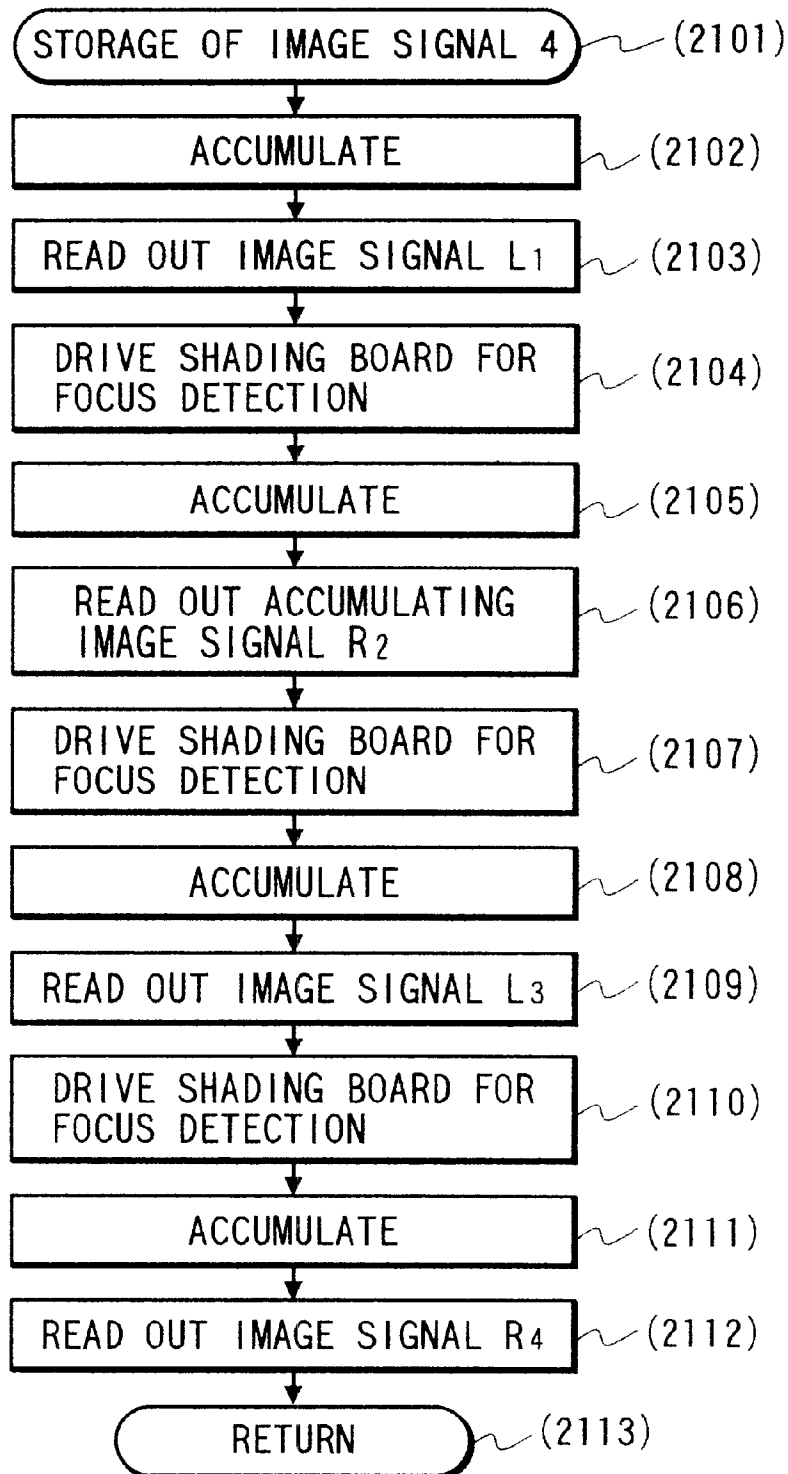 STORAGE OF IMAGE SIGNAL 4 (2101)
ACCUMULATE (2102)
READ OUT IMAGE SIGNAL L1 (2103)
DRIVE SHADING BOARD FOR
FOCUS DETECTION (2104)
ACCUMULATE (2105)
READ OUT ACCUMULATING
IMAGE SIGNAL R2 (2106)
DRIVE SHADING BOARD FOR
FOCUS DETECTION (2107)
ACCUMULATE (2108)
READ OUT IMAGE SIGNAL L3 (2109)
DRIVE SHADING BOARD FOR
FOCUS DETECTION (2110)
ACCUMULATE (2111)
READ OUT IMAGE SIGNAL R4 (2112)
RETURN (2113)